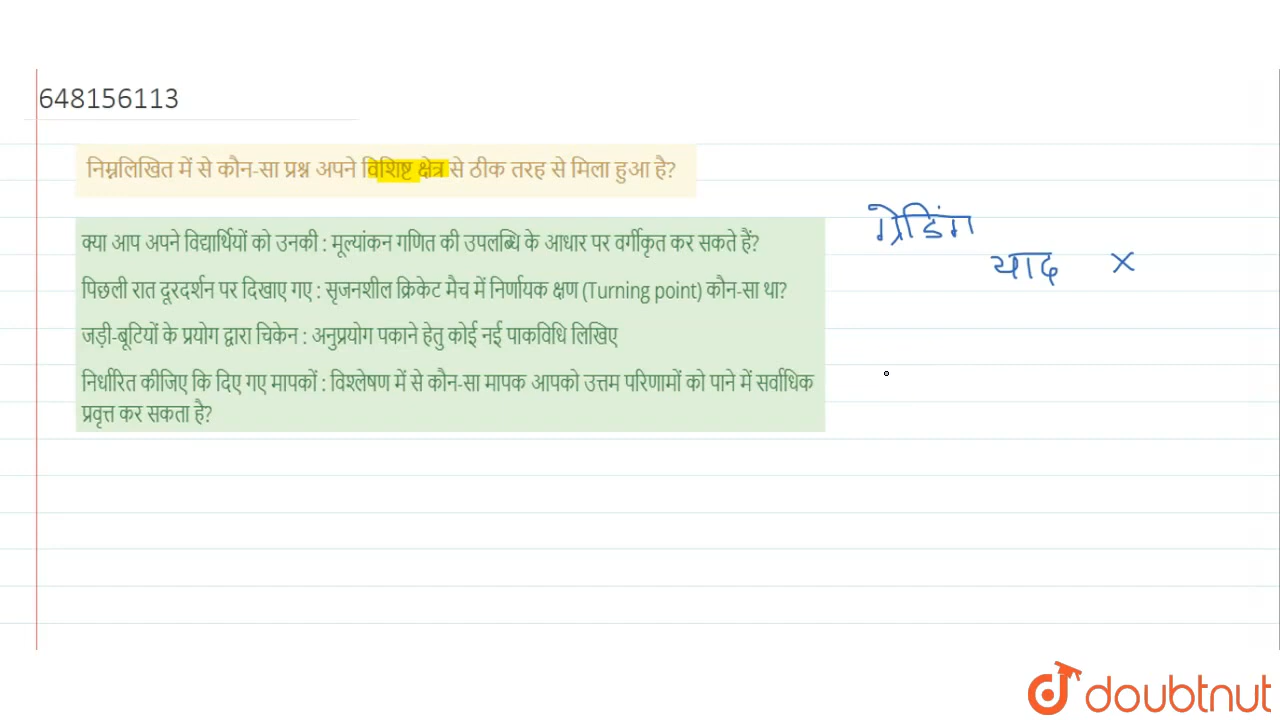 648156113
निम्नलिखित में से कौन-सा प्रश्न अपने विशिष्ट क्षेत्र से ठीक तरह से मिला हुआ है?
क्या आप अपने विद्यार्थियों को उनकी : मूल्यांकन गणित की उपलब्धि के आधार पर वर्गीकृत कर सकते हैं?
पिछली रात दूरदर्शन पर दिखाए गए : सृजनशील क्रिकेट मैच में निर्णायक क्षण (Turning point) कौन-सा था?
जड़ी-बूटियों के प्रयोग द्वारा चिकेन : अनुप्रयोग पकाने हेतु कोई नई पाकविधि लिखिए
निर्धारित कीजिए कि दिए गए मापकों : विश्लेषण में से कौन-सा मापक आपको उत्तम परिणामों को पाने में सर्वाधिक
प्रवृत्त कर सकता है?
ग्रेडिंग
याद ×
doubtnut